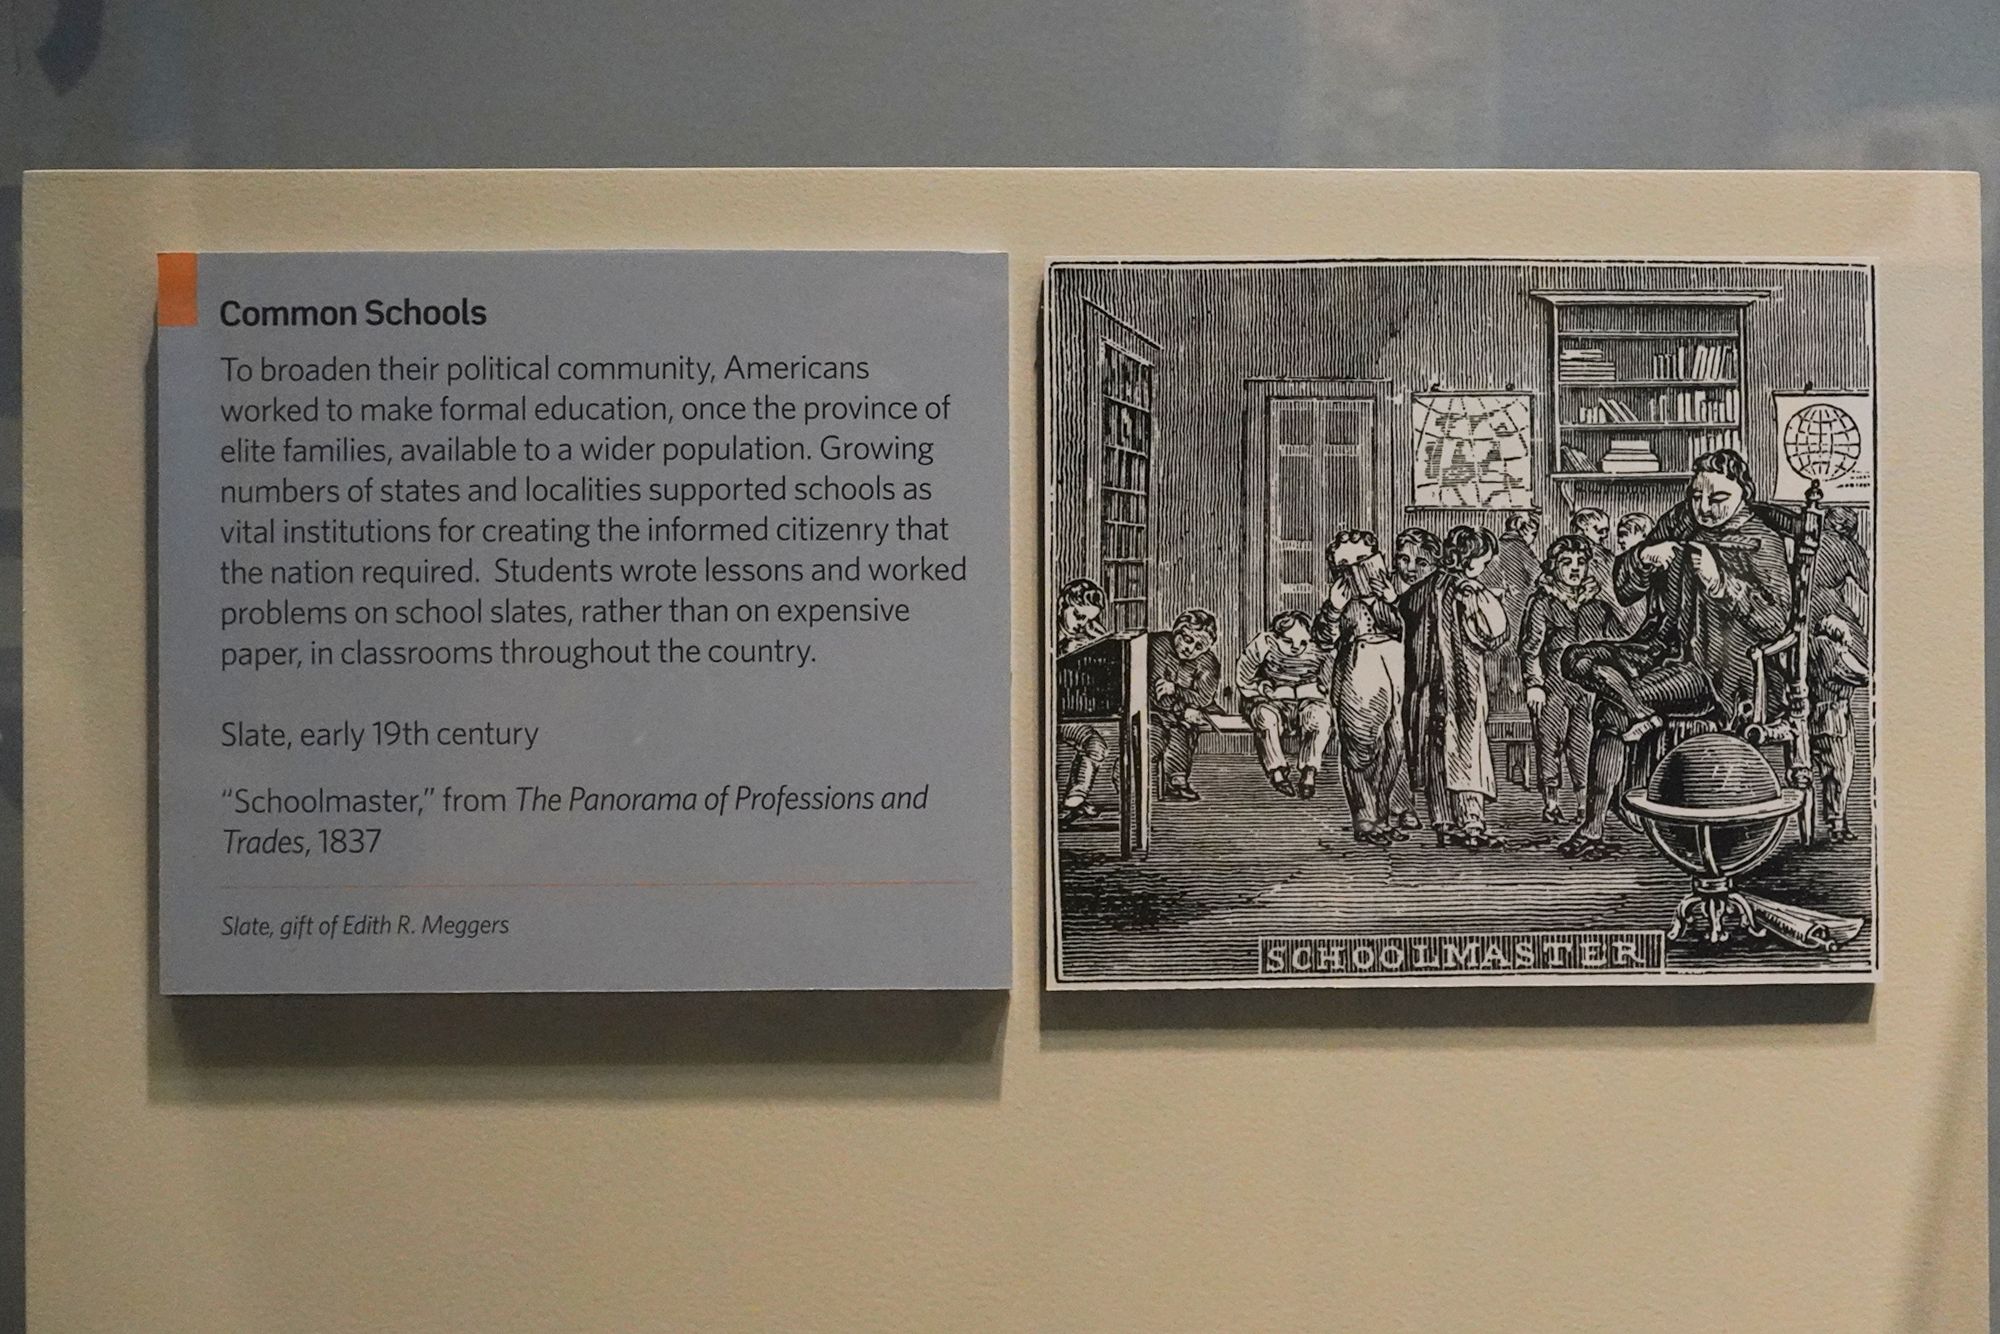 Common Schools
To broaden their political community, Americans
worked to make formal education, once the province of
elite families, available to a wider population. Growing
numbers of states and localities supported schools as
vital institutions for creating the informed citizenry that
the nation required.  Students wrote lessons and worked
problems on school slates, rather than on expensive
paper, in classrooms throughout the country.
Slate, early 19th century
“Schoolmaster,” from The Panorama of Professions and
Trades, 1837
Slate, gift of Edith R. Meggers
SCHOOLMASTER